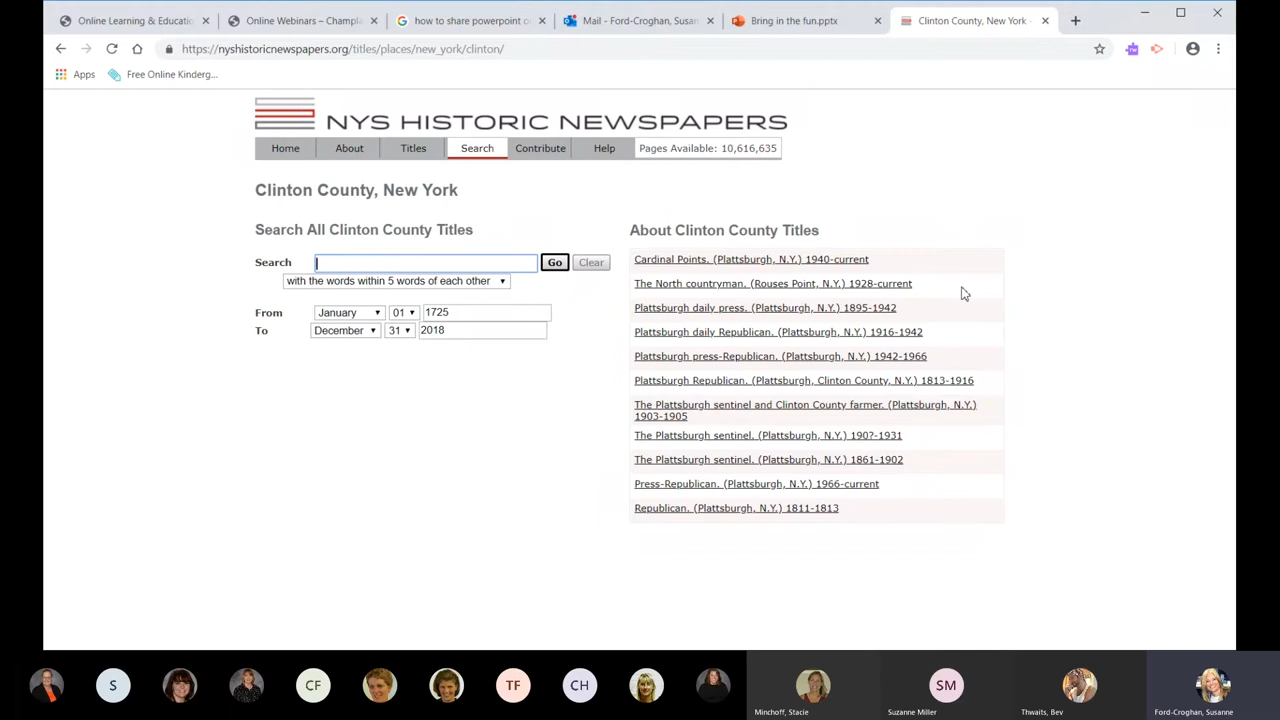 Online Learning & Educatio
Online Webinars – Champla
how to share powerpoint o
Mail - Ford-Croghan, Susan
Bring in the fun.pptx
Clinton County, New York
https://nyshistoricnewspapers.org/titles/places/new_york/clinton/
Apps
Free Online Kinderg...
NYS HISTORIC NEWSPAPERS
Home
About
Titles
Search
Contribute
Help
Pages Available: 10,616,635
Clinton County, New York
Search All Clinton County Titles
Search
Go
Clear
with the words within 5 words of each other
From
January
01
1725
To
December
31
2018
About Clinton County Titles
Cardinal Points. (Plattsburgh, N.Y.) 1940-current
The North countryman. (Rouses Point, N.Y.) 1928-current
Plattsburgh daily press. (Plattsburgh, N.Y.) 1895-1942
Plattsburgh daily Republican. (Plattsburgh, N.Y.) 1916-1942
Plattsburgh press-Republican. (Plattsburgh, N.Y.) 1942-1966
Plattsburgh Republican. (Plattsburgh, Clinton County, N.Y.) 1813-1916
The Plattsburgh sentinel and Clinton County farmer. (Plattsburgh, N.Y.)
1903-1905
The Plattsburgh sentinel. (Plattsburgh, N.Y.) 190?-1931
The Plattsburgh sentinel. (Plattsburgh, N.Y.) 1861-1902
Press-Republican. (Plattsburgh, N.Y.) 1966-current
Republican. (Plattsburgh, N.Y.) 1811-1813
S
CF
TF
CH
SM
Minchoff, Stacie
Suzanne Miller
Thwaits, Bev
Ford-Croghan, Susanne